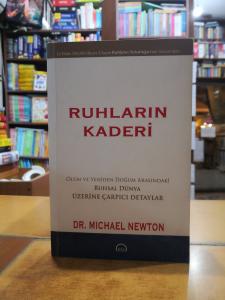 RUHLARIN
KADERİ
ÖLÜM VE YENİDEN DOĞUM ARASINDAKİ
RUHSAL DÜNYA
ÜZERİNE ÇARPICI DETAYLAR
DR. MICHAEL NEWTON